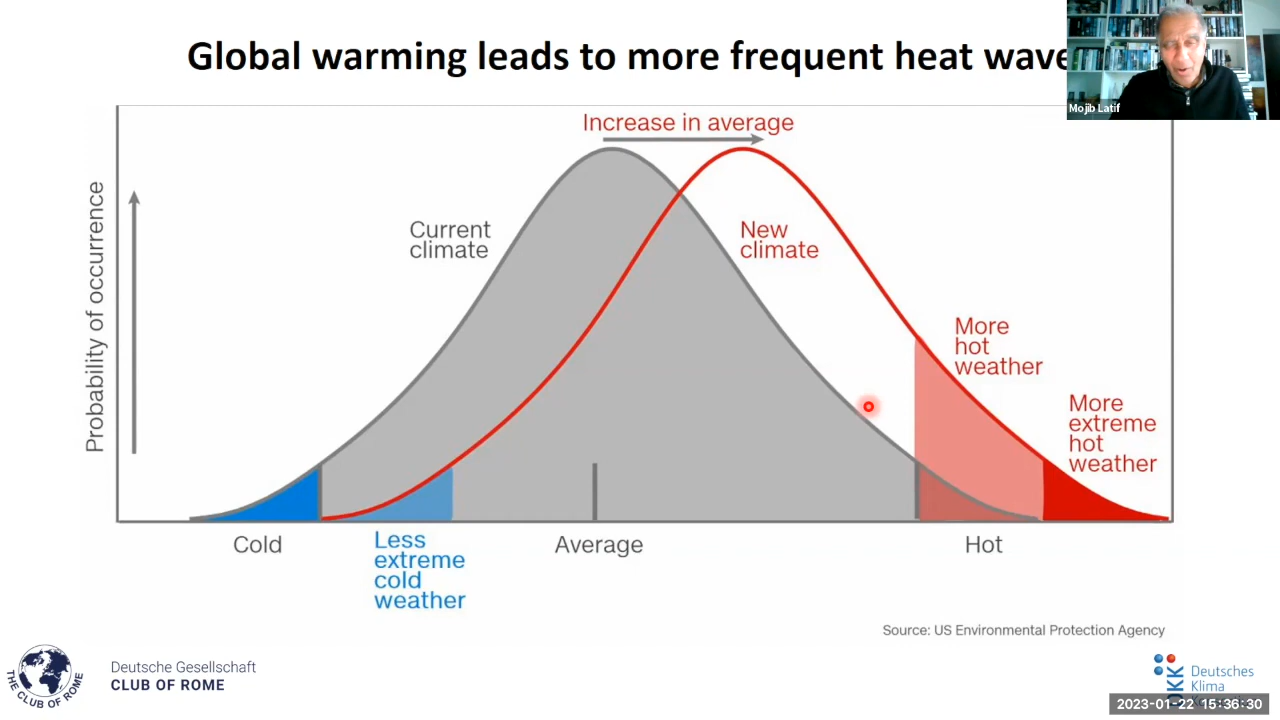 Global warming leads to more frequent heat wave
Mojib Latif
Increase in average
Probability of occurrence
Current
climate
New
climate
More
hot
weather
More
extreme
hot
weather
Cold
Less
extreme
cold
weather
Average
Hot
Source: US Environmental Protection Agency
THE CLUB OF ROME
Deutsche Gesellschaft
CLUB OF ROME
DKK
Deutsches
Klima
2023-01-22 15:36:30